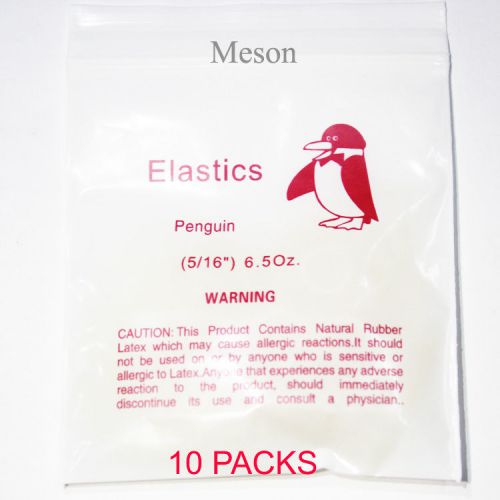 Meson
Elastics
Penguin
(5/16") 6.5Oz.
WARNING
CAUTION: This Product Contains Natural Rubber
Latex which may cause allergic reactions.It should
not be used on or by anyone who is sensitive or
allergic to Latex.Anyone that experiences any adverse
reaction to the product, should immediately
discontinue its use and consult a physician..
10 PACKS